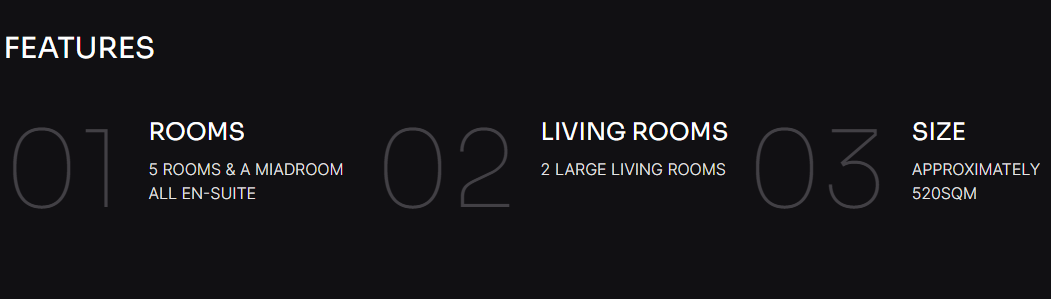 FEATURES
01
ROOMS
5 ROOMS & A MIADROOM
ALL EN-SUITE
02
LIVING ROOMS
2 LARGE LIVING ROOMS
03
SIZE
APPROXIMATELY
520SQM